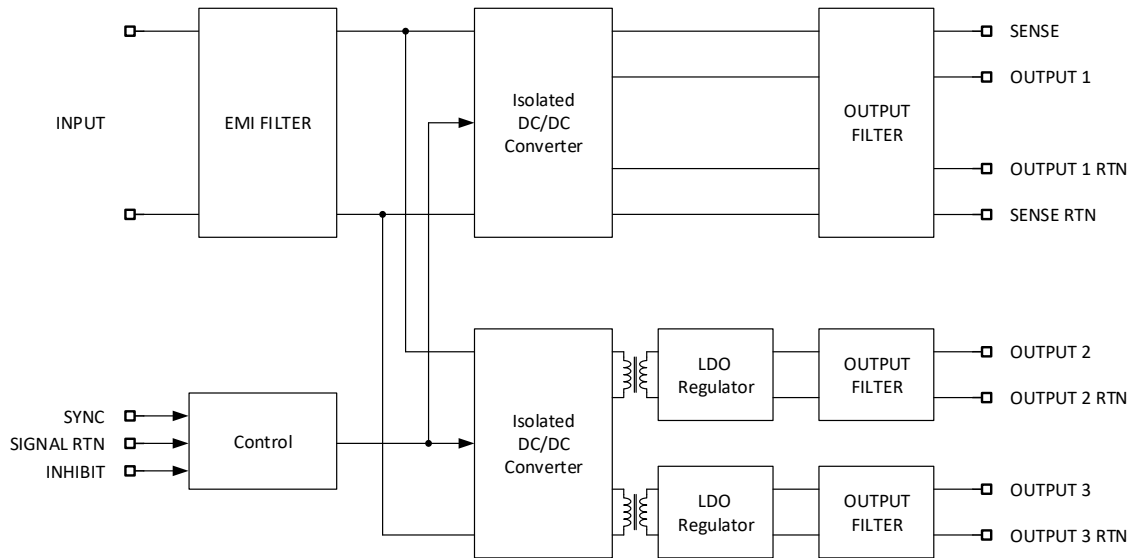 INPUT
EMI FILTER
Isolated
DC/DC
Converter
OUTPUT
FILTER
SENSE
OUTPUT 1
OUTPUT 1 RTN
SENSE RTN
SYNC
SIGNAL RTN
INHIBIT
Control
Isolated
DC/DC
Converter
LDO
Regulator
OUTPUT
FILTER
OUTPUT 2
OUTPUT 2 RTN
LDO
Regulator
OUTPUT
FILTER
OUTPUT 3
OUTPUT 3 RTN